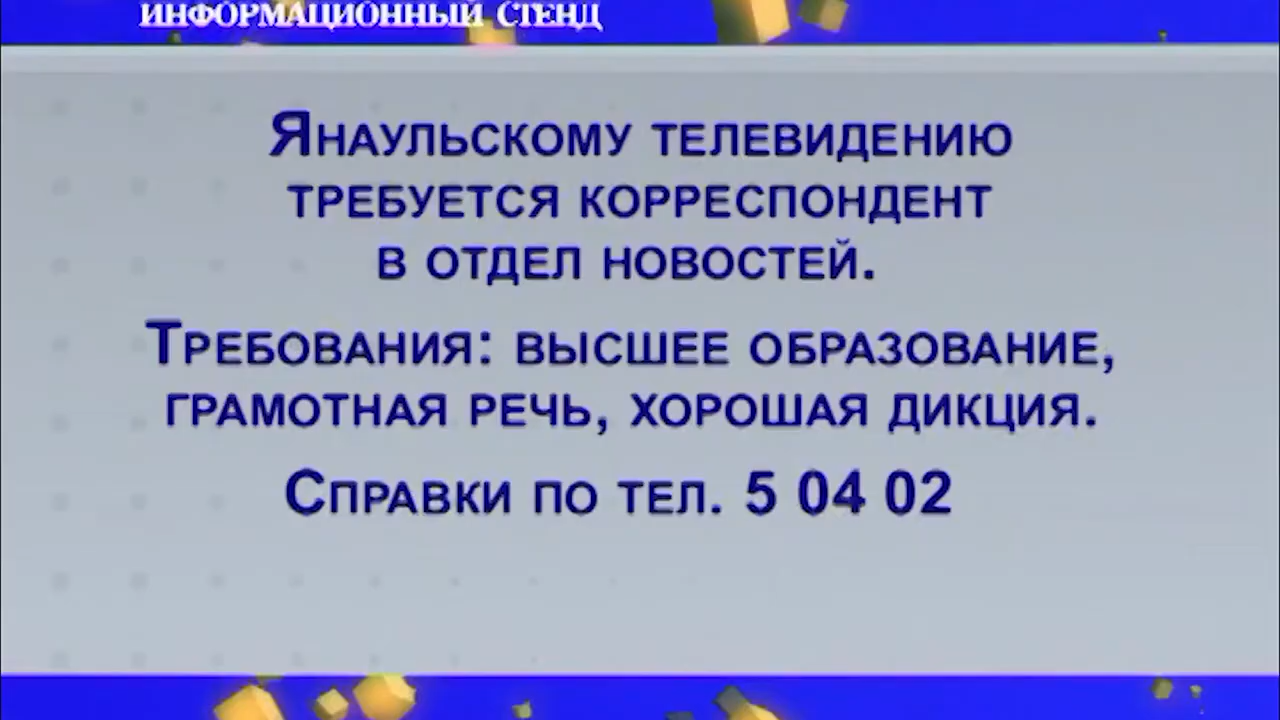 ИНФОРМАЦИОННЫЙ СТЕНД
ЯНАУЛЬСКОМУ ТЕЛЕВИДЕНИЮ
ТРЕБУЕТСЯ КОРРЕСПОНДЕНТ
В ОТДЕЛ НОВОСТЕЙ.
ТРЕБОВАНИЯ: ВЫСШЕЕ ОБРАЗОВАНИЕ,
ГРАМОТНАЯ РЕЧЬ, ХОРОШАЯ ДИКЦИЯ.
СПРАВКИ ПО ТЕЛ. 5 04 02